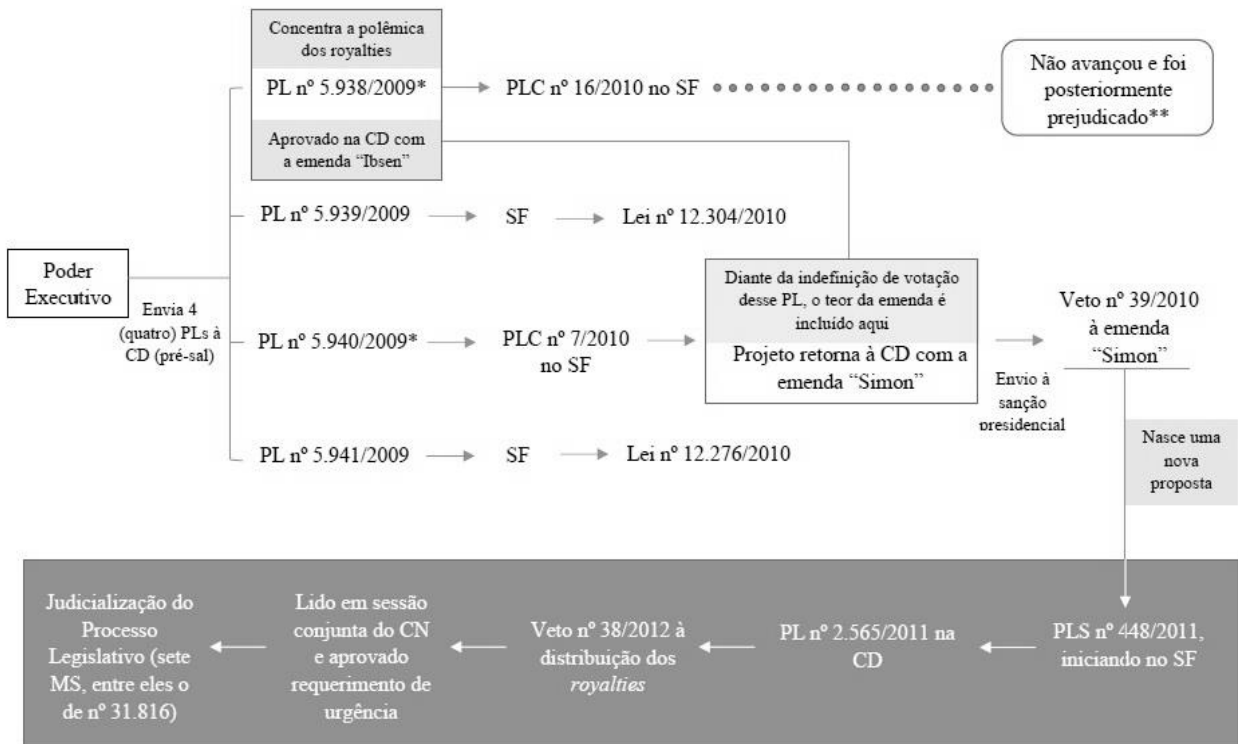 Concentra a polêmica
dos royalties
PL nº 5.938/2009*
PLC nº 16/2010 no SF
Não avançou e foi
posteriormente
prejudicado**
Aprovado na CD com
a emenda “Ibsen”
PL nº 5.939/2009
SF
Lei nº 12.304/2010
Poder
Executivo
Envia 4
(quatro) PLs à
CD (pré-sal)
PL nº 5.940/2009*
PLC nº 7/2010
no SF
Diante da indefinição de votação
desse PL, o teor da emenda é
incluído aqui
Projeto retorna à CD com a
emenda “Simon”
Envio à
sanção
presidencial
Veto nº 39/2010
à emenda
“Simon”
PL nº 5.941/2009
SF
Lei nº 12.276/2010
Nasce uma
nova
proposta
PLS nº 448/2011,
iniciando no SF
PL nº 2.565/2011 na
CD
Veto nº 38/2012 à
distribuição dos
royalties
Lido em sessão
conjunta do CN
e aprovado
requerimento de
urgência
Judicialização do
Processo
Legislativo (sete
MS, entre eles o
de nº 31.816)